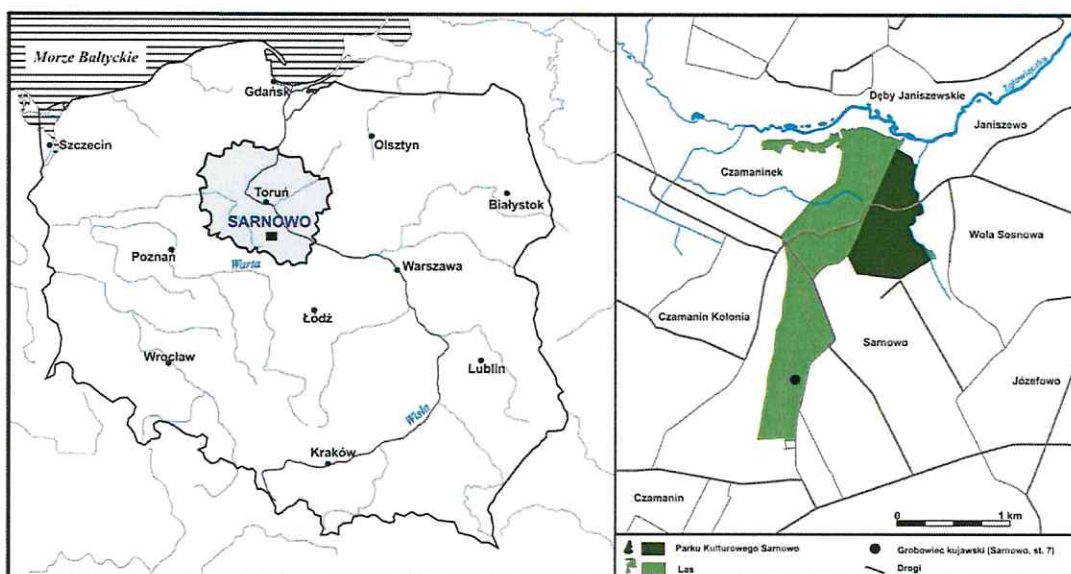 Morze Bałtyckie
Gdańsk
Szczecin
Olsztyn
Toruń
Białystok
SARNOWO
Poznań
Warta
Warszawa
Łódź
Wrocław
Lublin
Wisła
Kraków
Dęby Janiszewskie
Zgłowiączka
Janiszewo
Czamaninek
Wola Sosnowa
Czamanin Kolonia
Sarnowo
Józefowo
Czamanin
0 1 km
Parku Kulturowego Sarnowo
Grobowiec kujawski (Sarnowo, st. 7)
Las
Drogi